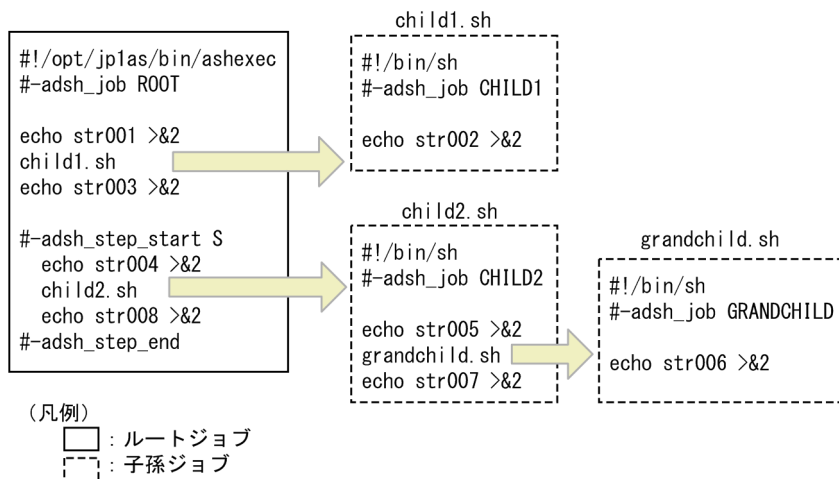 #!/opt/jp1as/bin/ashexec
#-adsh_job ROOT
echo str001 >&2
child1.sh
echo str003 >&2
#-adsh_step_start S
echo str004 >&2
child2.sh
echo str008 >&2
#-adsh_step_end
child1.sh
#!/bin/sh
#-adsh_job CHILD1
echo str002 >&2
child2.sh
#!/bin/sh
#-adsh_job CHILD2
echo str005 >&2
grandchild.sh
echo str007 >&2
grandchild.sh
#!/bin/sh
#-adsh_job GRANDCHILD
echo str006 >&2
（凡例）
：ルートジョブ
：子孫ジョブ